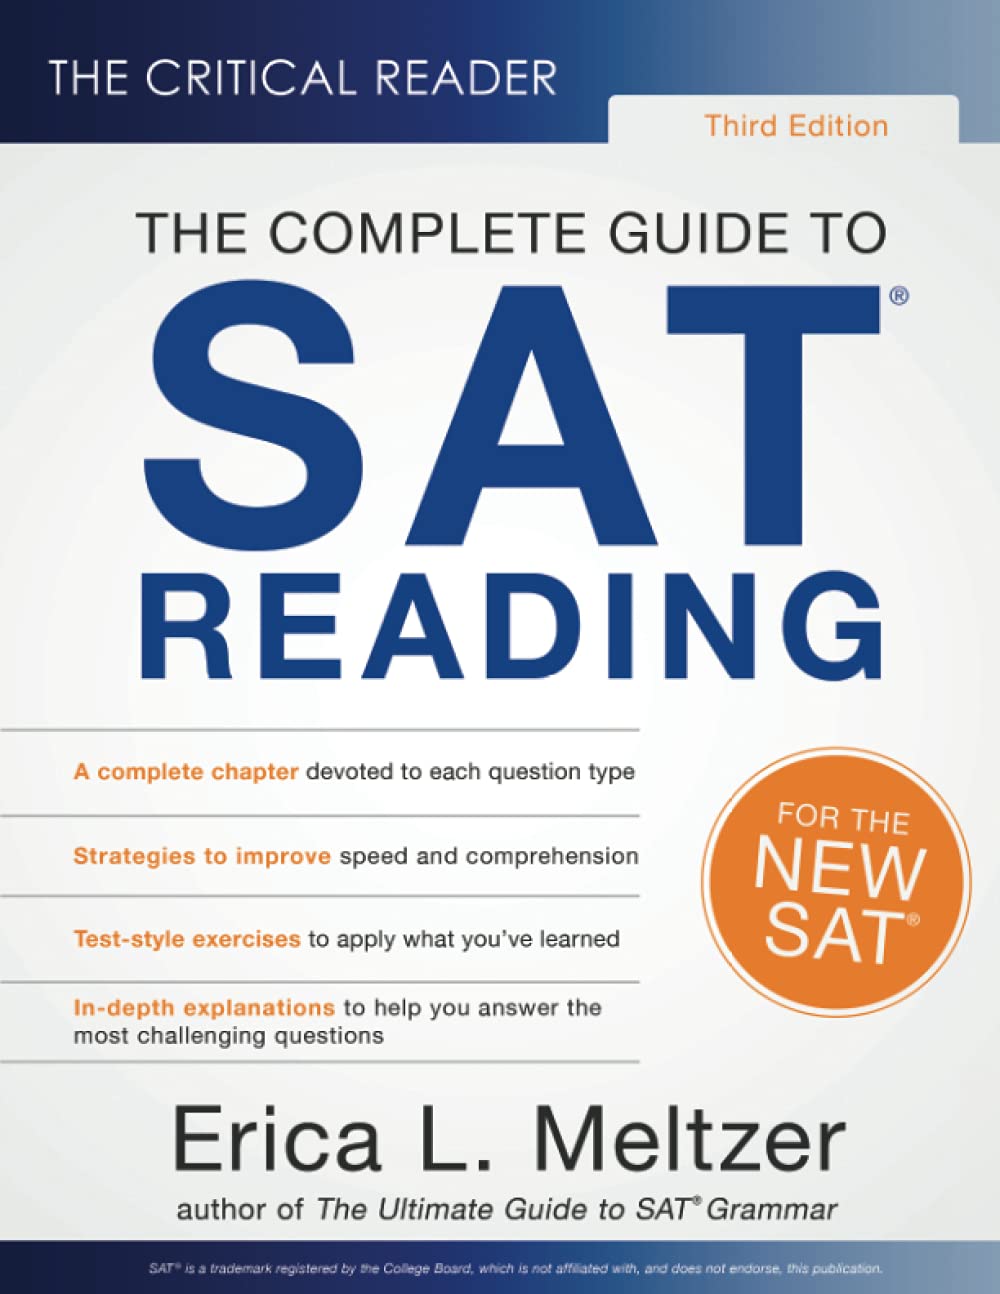 THE CRITICAL READER
Third Edition
THE COMPLETE GUIDE TO
SAT®
READING
A complete chapter devoted to each question type
Strategies to improve speed and comprehension
Test-style exercises to apply what you've learned
In-depth explanations to help you answer the
most challenging questions
FOR THE
NEW
SAT®
Erica L. Meltzer
author of The Ultimate Guide to SAT® Grammar
SAT® is a trademark registered by the College Board, which is not affiliated with, and does not endorse, this publication.